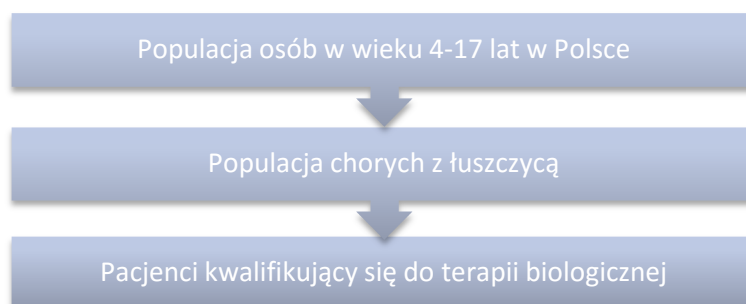 Populacja osób w wieku 4-17 lat w Polsce
Populacja chorych z łuszczycą
Pacjenci kwalifikujący się do terapii biologicznej